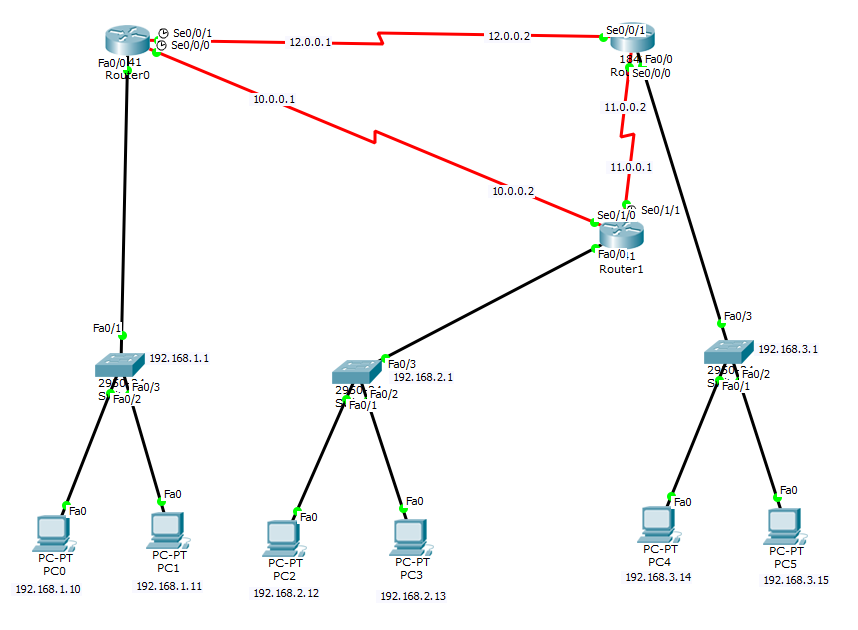 Se0/0/1
Se0/0/0
Fa0/0
Router0
12.0.0.1
12.0.0.2
Se0/0/1
Fa0/0
Se0/0/0
10.0.0.1
11.0.0.2
11.0.0.1
10.0.0.2
Se0/1/1
Se0/1/0
Fa0/0
Router1
Fa0/1
192.168.1.1
Fa0/3
Fa0/2
Fa0/3
192.168.2.1
Fa0/2
Fa0/1
Fa0/3
192.168.3.1
Fa0/2
Fa0/1
Fa0
PC-PT
PC0
192.168.1.10
Fa0
PC-PT
PC1
192.168.1.11
Fa0
PC-PT
PC2
192.168.2.12
Fa0
PC-PT
PC3
192.168.2.13
Fa0
PC-PT
PC4
192.168.3.14
Fa0
PC-PT
PC5
192.168.3.15